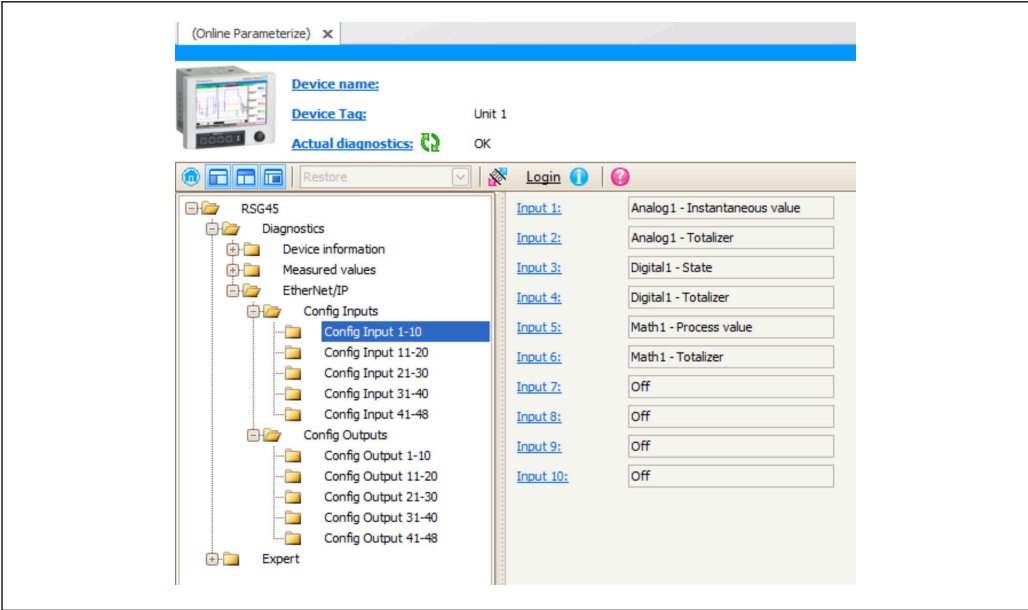 (Online Parameterize) x
Device name:
Device Tag: Unit 1
Actual diagnostics: OK
Restore Login
RSG45
Diagnostics
Device information
Measured values
EtherNet/IP
Config Inputs
Config Input 1-10
Config Input 11-20
Config Input 21-30
Config Input 31-40
Config Input 41-48
Config Outputs
Config Output 1-10
Config Output 11-20
Config Output 21-30
Config Output 31-40
Config Output 41-48
Expert
Input 1: Analog1 - Instantaneous value
Input 2: Analog1 - Totalizer
Input 3: Digital1 - State
Input 4: Digital1 - Totalizer
Input 5: Math1 - Process value
Input 6: Math1 - Totalizer
Input 7: Off
Input 8: Off
Input 9: Off
Input 10: Off